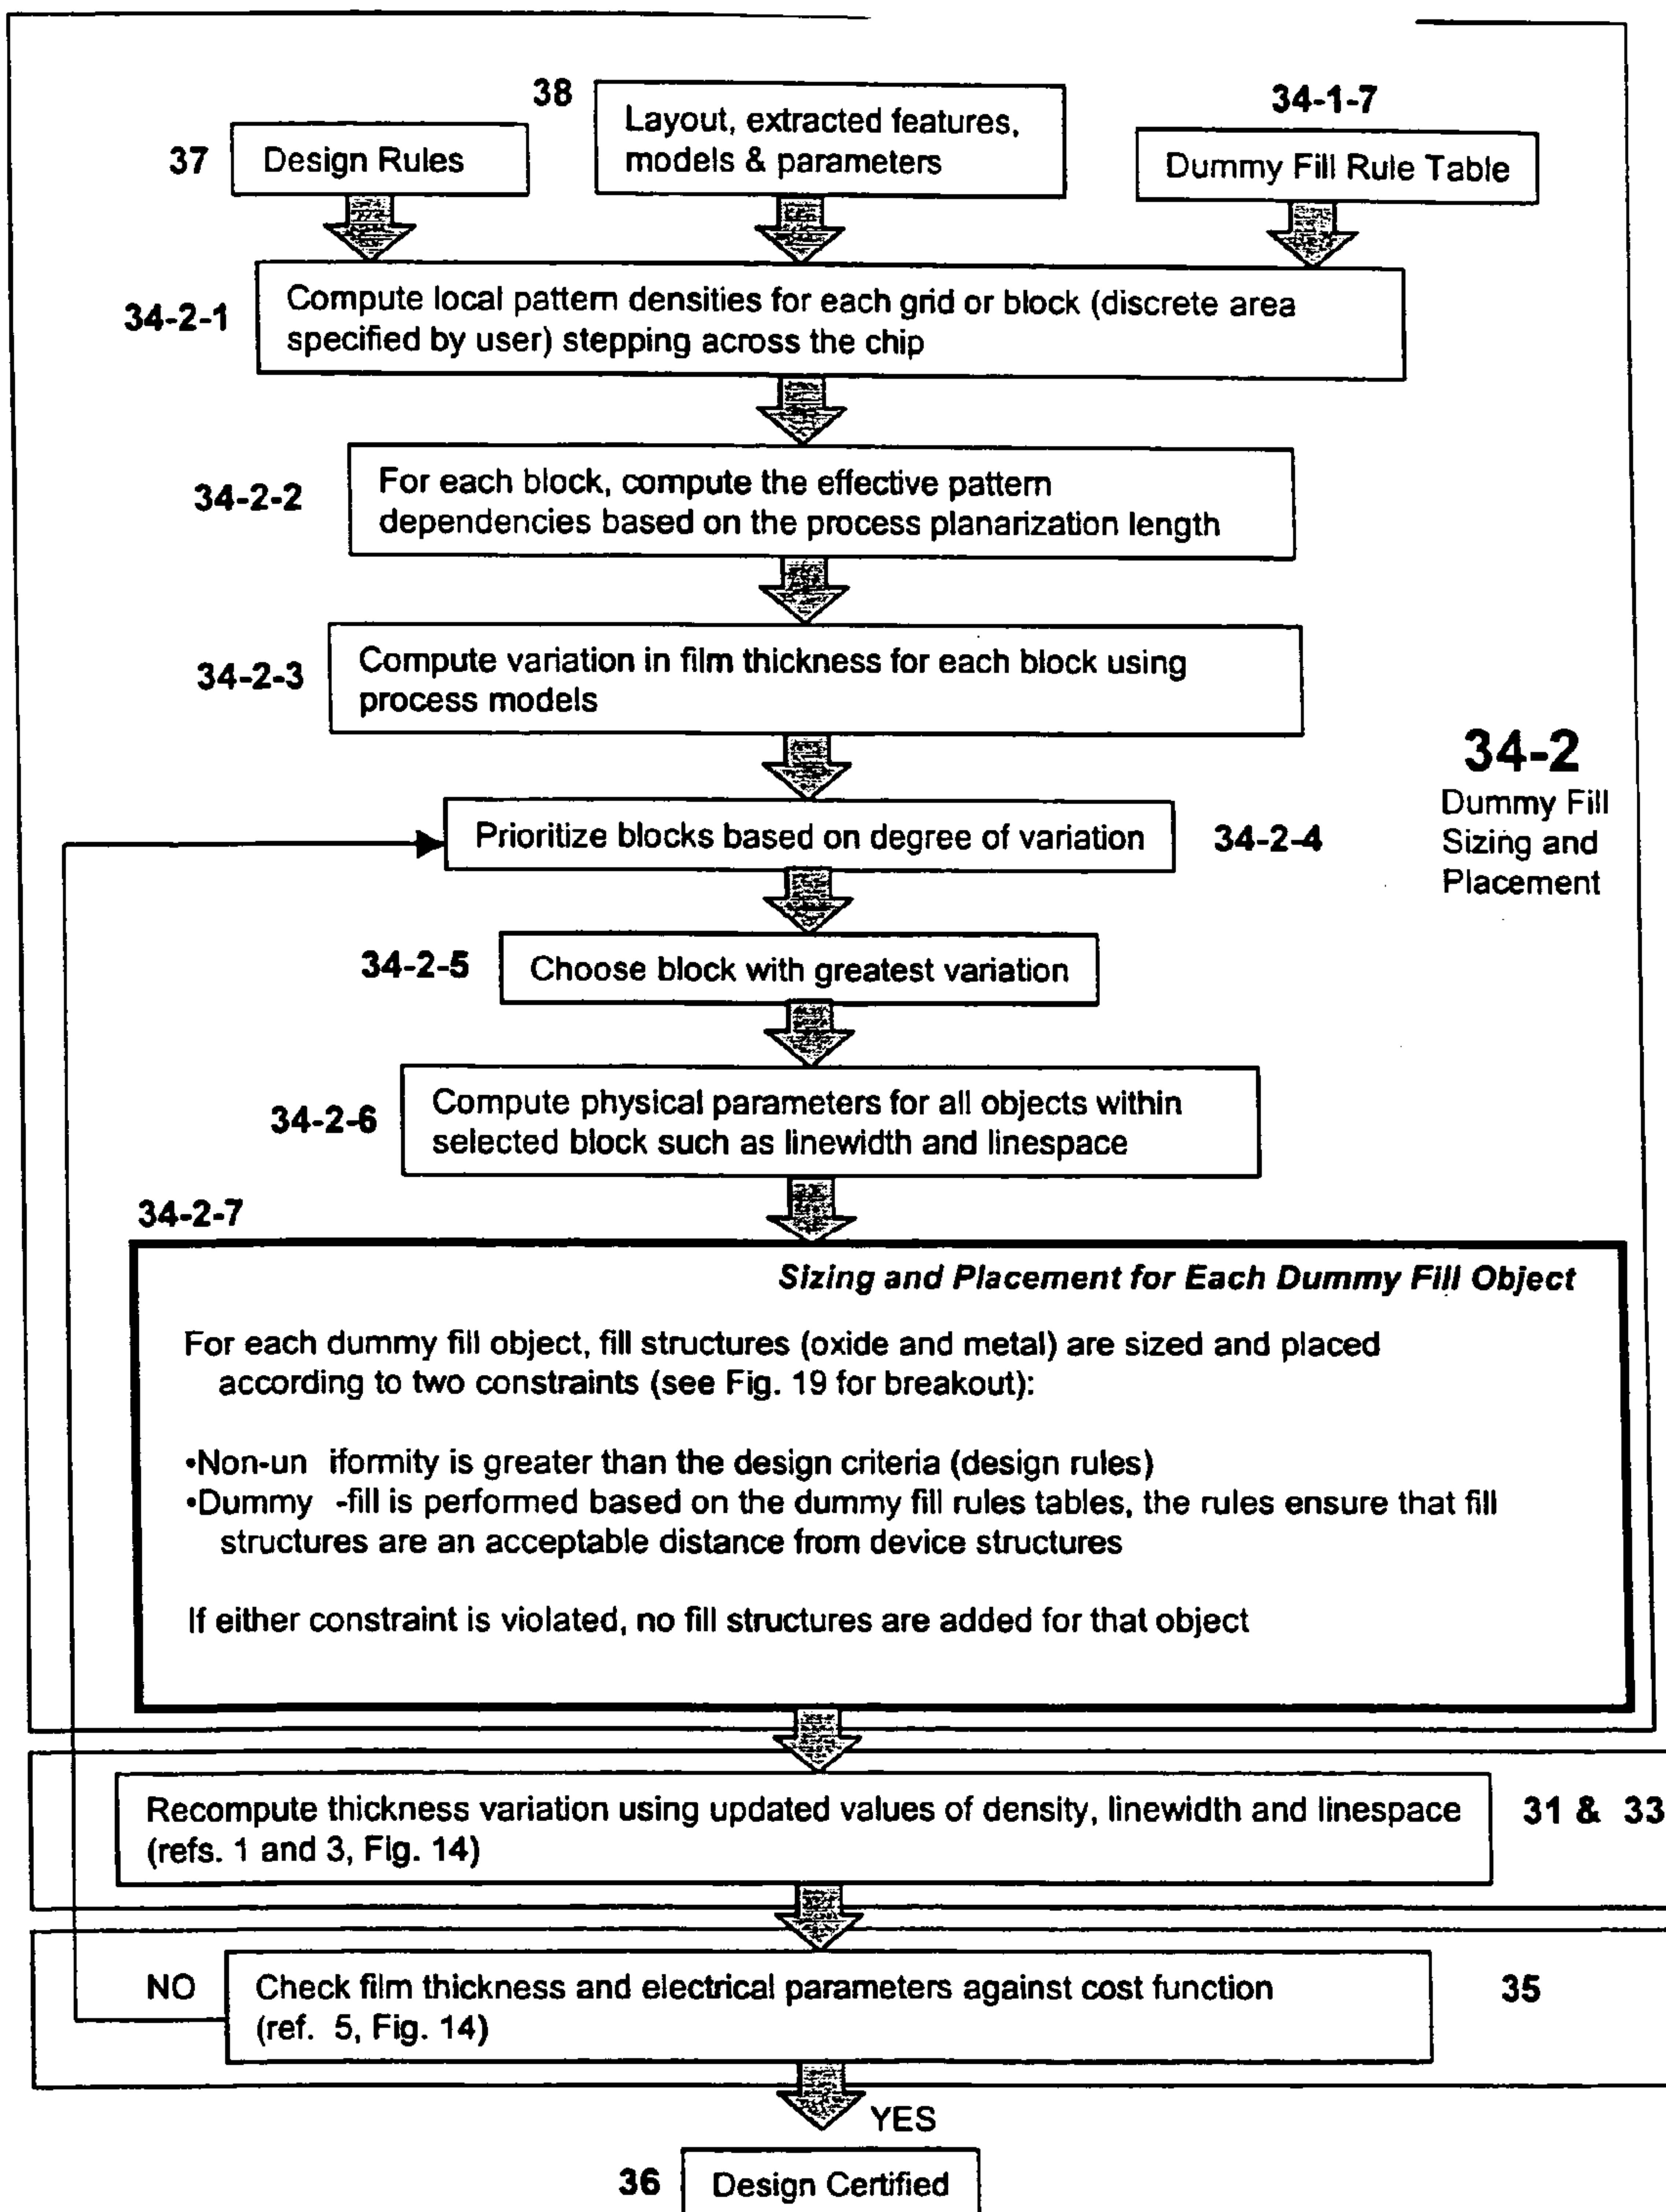 38
Layout, extracted features,
models & parameters
34-1-7
37
Design Rules
Dummy Fill Rule Table
34-2-1
Compute local pattern densities for each grid or block (discrete area
specified by user) stepping across the chip
34-2-2
For each block, compute the effective pattern
dependencies based on the process planarization length
34-2-3
Compute variation in film thickness for each block using
process models
34-2
Dummy Fill
Sizing and
Placement
Prioritize blocks based on degree of variation
34-2-4
34-2-5
Choose block with greatest variation
34-2-6
Compute physical parameters for all objects within
selected block such as linewidth and linespace
34-2-7
Sizing and Placement for Each Dummy Fill Object
For each dummy fill object, fill structures (oxide and metal) are sized and placed
according to two constraints (see Fig. 19 for breakout):
•Non-un iformity is greater than the design criteria (design rules)
•Dummy -fill is performed based on the dummy fill rules tables, the rules ensure that fill
structures are an acceptable distance from device structures
If either constraint is violated, no fill structures are added for that object
Recompute thickness variation using updated values of density, linewidth and linespace
(refs. 1 and 3, Fig. 14)
31 & 33
NO
Check film thickness and electrical parameters against cost function
(ref. 5, Fig. 14)
35
YES
36
Design Certified